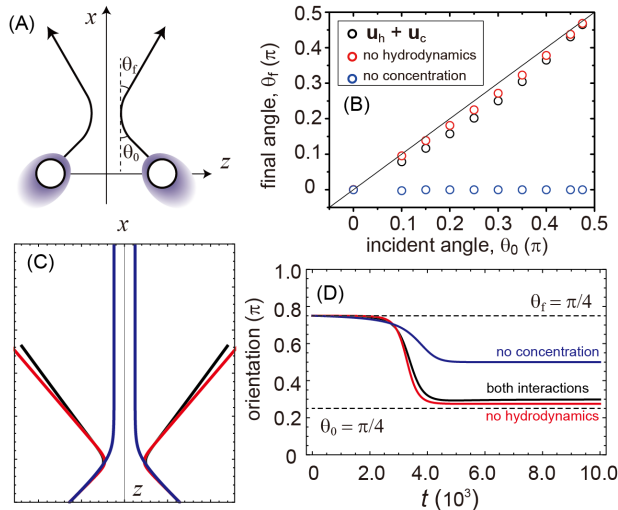 (A)
x
θf
θ0
z
final angle, θf (π)
0.5
0.4
0.3
0.2
0.1
0
uh + uc
no hydrodynamics
no concentration
(B)
0 0.1 0.2 0.3 0.4 0.5
incident angle, θ0 (π)
x
(C)
z
orientation (π)
1.0
0.8
0.6
0.4
0.2
0.0
(D)
θf = π/4
no concentration
both interactions
no hydrodynamics
θ0 = π/4
0 2.0 4.0 6.0 8.0 10.0
t (10³)